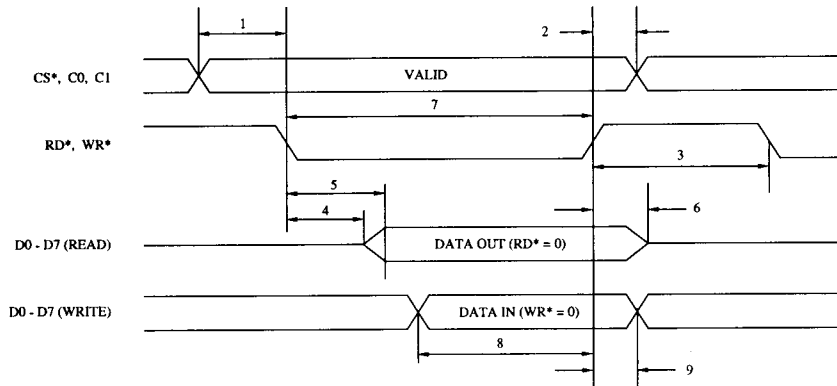 1
2
CS*, C0, C1
VALID
7
RD*, WR*
3
5
4
6
D0 - D7 (READ)
DATA OUT (RD* = 0)
D0 - D7 (WRITE)
DATA IN (WR* = 0)
8
9